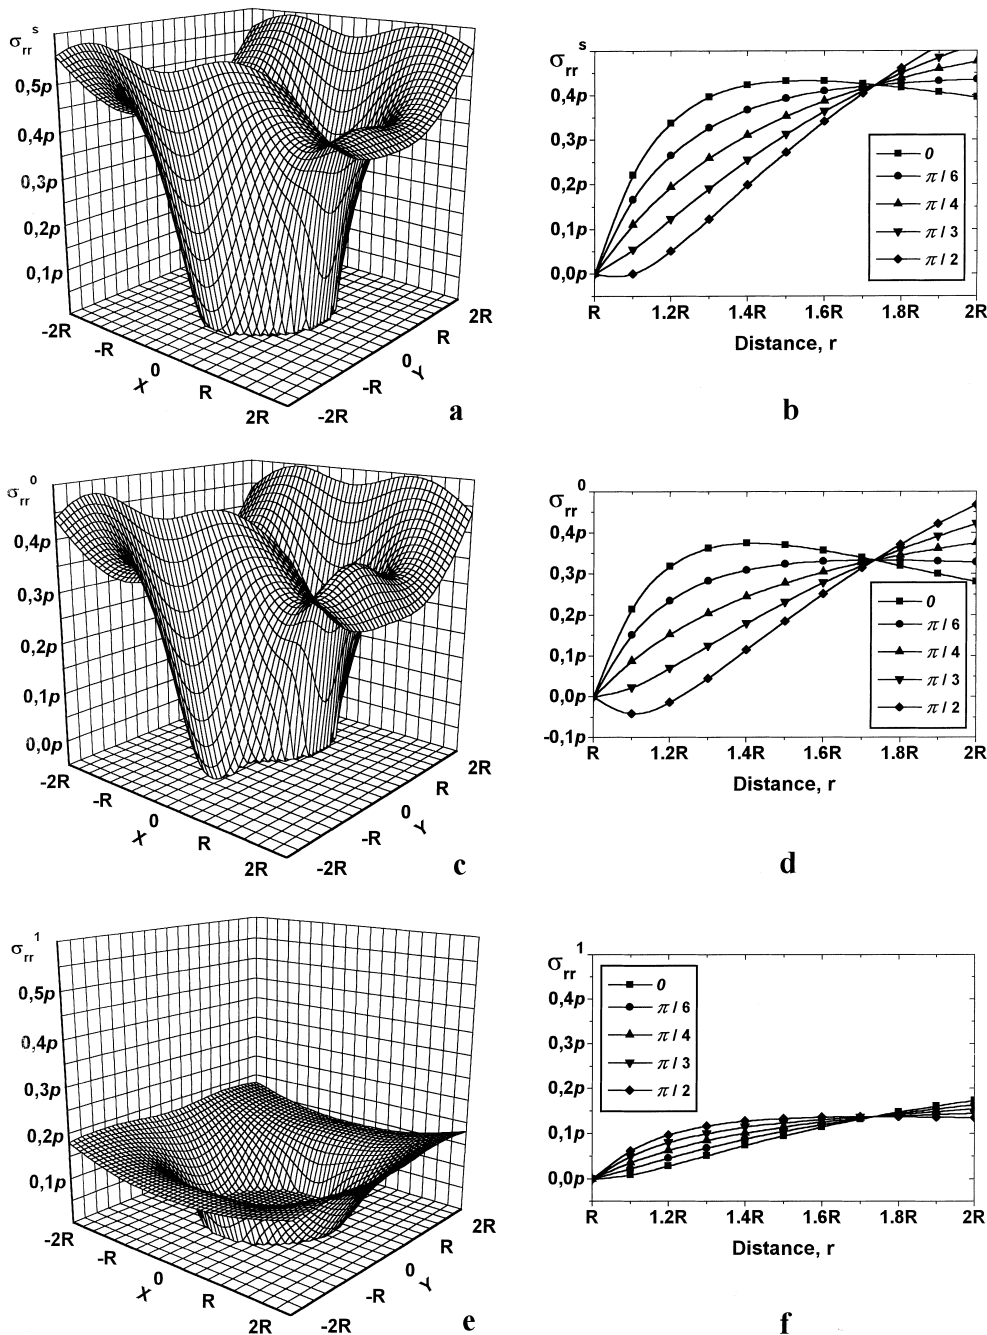 σrr s
0,5p
0,4p
0,3p
0,2p
0,1p
-2R
-R
0
R
2R
X
-2R
-R
0
R
2R
Y
a
σrr s
0,4p
0,3p
0,2p
0,1p
0,0p
R 1.2R 1.4R 1.6R 1.8R 2R
Distance, r
0
π / 6
π / 4
π / 3
π / 2
b
σrr 0
0,4p
0,3p
0,2p
0,1p
0,0p
-2R
-R
0
R
2R
X
-2R
-R
0
R
2R
Y
c
σrr 0
0,4p
0,3p
0,2p
0,1p
0,0p
-0,1p
R 1.2R 1.4R 1.6R 1.8R 2R
Distance, r
0
π / 6
π / 4
π / 3
π / 2
d
σrr 1
0,5p
0,4p
0,3p
0,2p
0,1p
-2R
-R
0
R
2R
X
-2R
-R
0
R
2R
Y
e
σrr 1
0,4p
0,3p
0,2p
0,1p
0,0p
R 1.2R 1.4R 1.6R 1.8R 2R
Distance, r
0
π / 6
π / 4
π / 3
π / 2
f